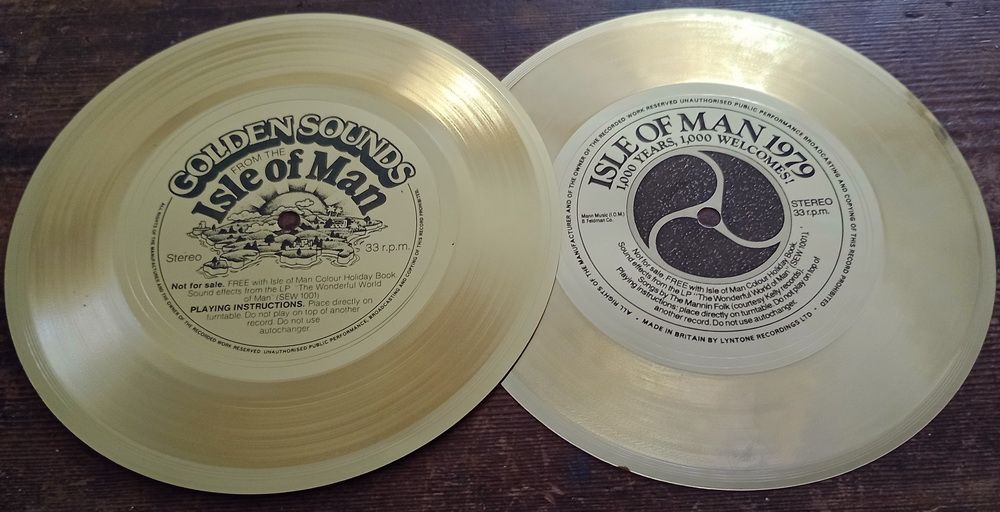 GOLDEN SOUNDS
FROM THE
Isle of Man
Stereo
33 r.p.m.
Not for sale. FREE with Isle of Man Colour Holiday Book
Sound effects from the LP "The Wonderful World
of Man" (SEW 1001)
PLAYING INSTRUCTIONS. Place directly on
turntable. Do not play on top of another
record. Do not use
autochanger.
ALL RIGHTS OF THE MANUFACTURER AND OF THE OWNER OF THE RECORDED WORK RESERVED UNAUTHORISED PUBLIC PERFORMANCE, BROADCASTING AND COPYING OF THIS RECORD PROHIBITED
ISLE OF MAN 1979
1,000 YEARS, 1,000 WELCOMES!
Mann Music (I.O.M.)
B. Feldman Co.
STEREO
33 r.p.m.
Not for sale. FREE with Isle of Man Colour Holiday Book
Sound effects from the LP "The Wonderful World of Man" (SEW 1001)
Songs by The Mannin Folk (courtesy Kelly records).
Playing instructions: place directly on turntable. Do not play on top of
another record. Do not use autochanger.
ALL RIGHTS OF THE MANUFACTURER AND OF THE OWNER OF THE RECORDED WORK RESERVED UNAUTHORISED PUBLIC PERFORMANCE BROADCASTING AND COPYING OF THIS RECORD PROHIBITED
• MADE IN BRITAIN BY LYNTONE RECORDINGS LTD •